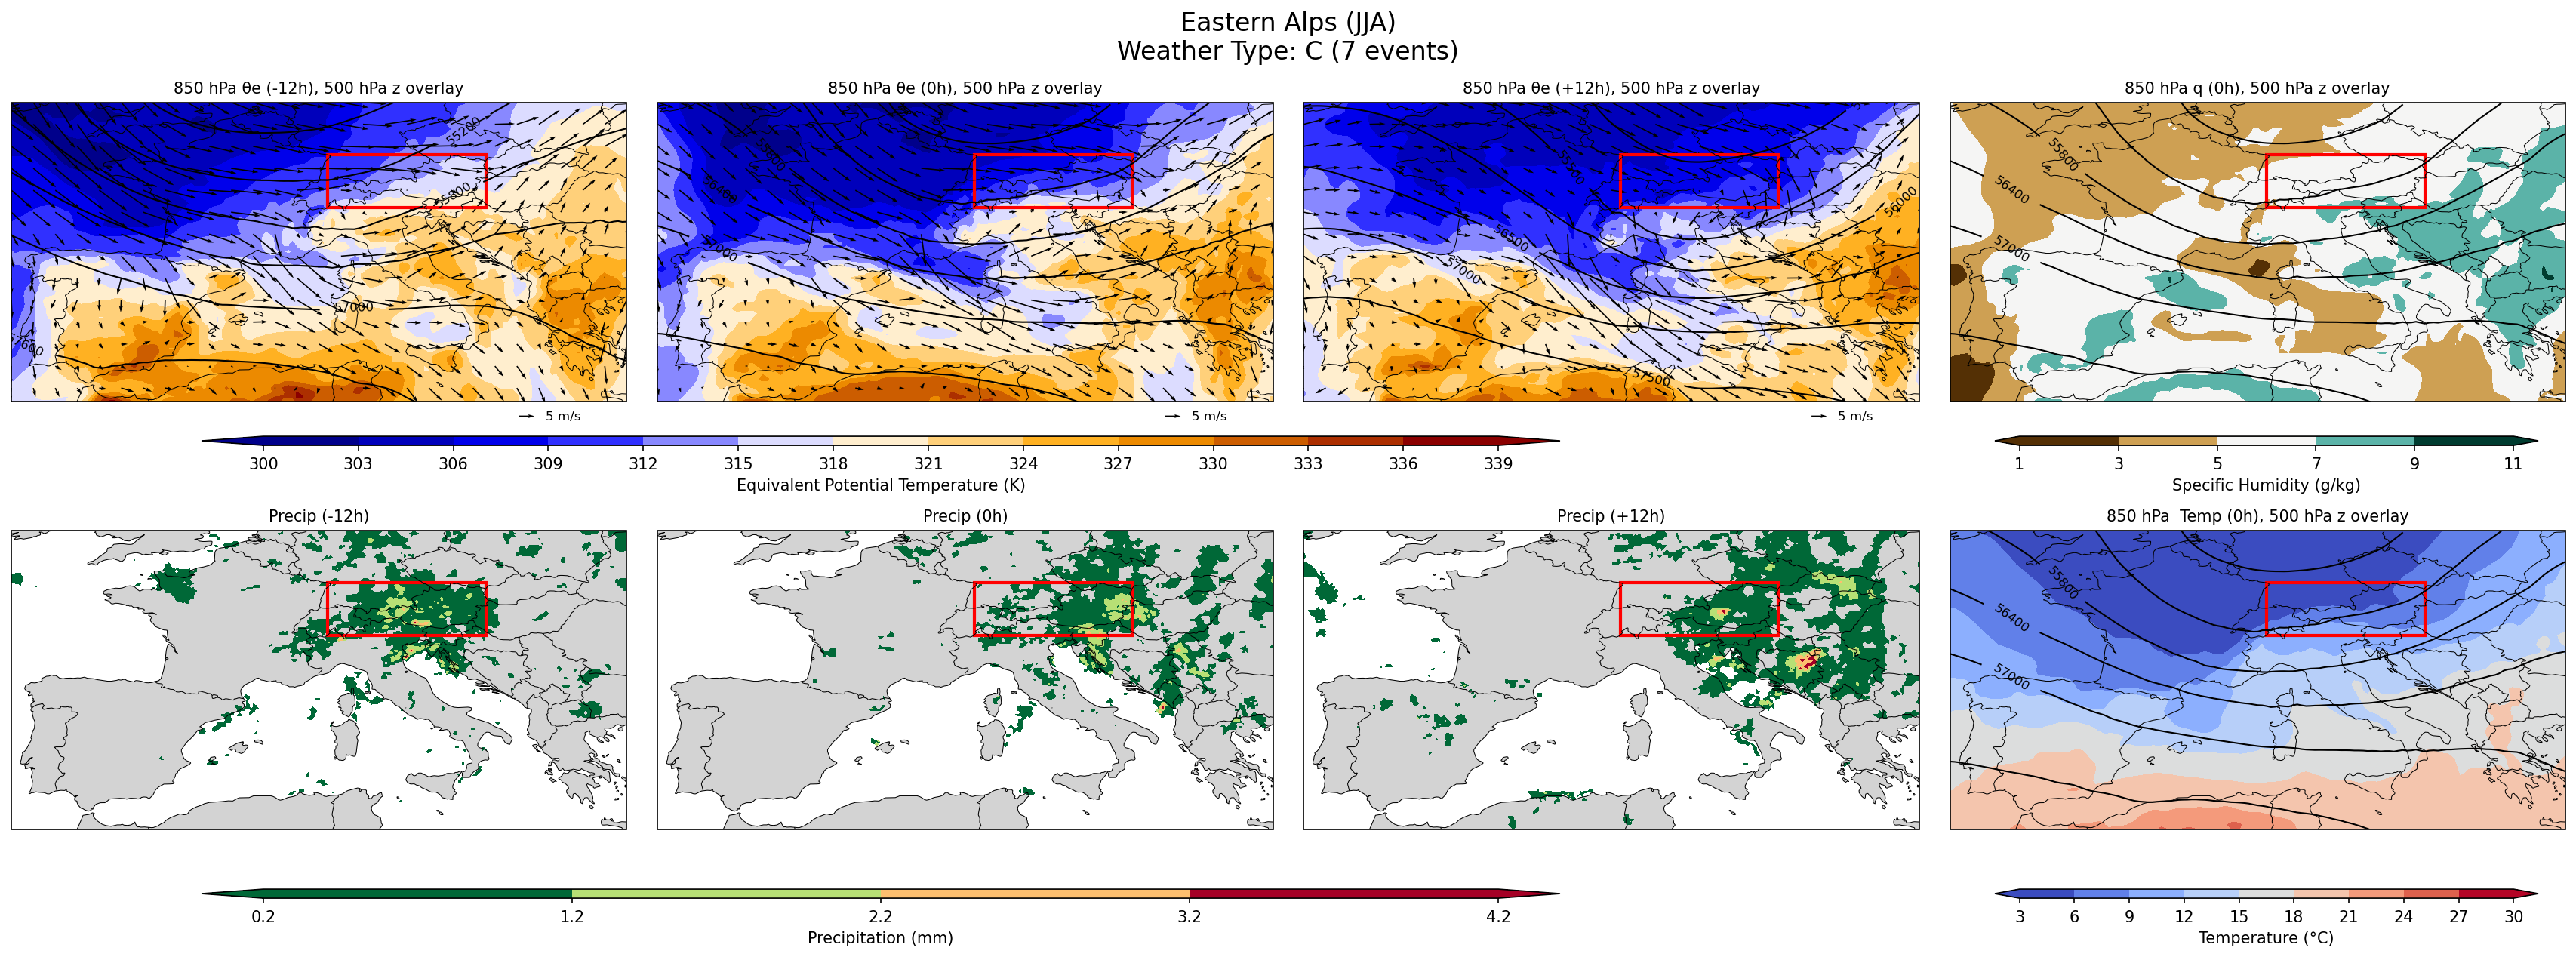 Eastern Alps (JJA)
Weather Type: C (7 events)
850 hPa θe (-12h), 500 hPa z overlay
850 hPa θe (0h), 500 hPa z overlay
850 hPa θe (+12h), 500 hPa z overlay
850 hPa q (0h), 500 hPa z overlay
55200
55800
57000
57600
56400
57000
55500
56000
56500
57000
57500
55800
56400
57000
5 m/s
5 m/s
5 m/s
300 303 306 309 312 315 318 321 324 327 330 333 336 339
Equivalent Potential Temperature (K)
1 3 5 7 9 11
Specific Humidity (g/kg)
Precip (-12h)
Precip (0h)
Precip (+12h)
850 hPa  Temp (0h), 500 hPa z overlay
55800
56400
57000
0.2 1.2 2.2 3.2 4.2
Precipitation (mm)
3 6 9 12 15 18 21 24 27 30
Temperature (°C)